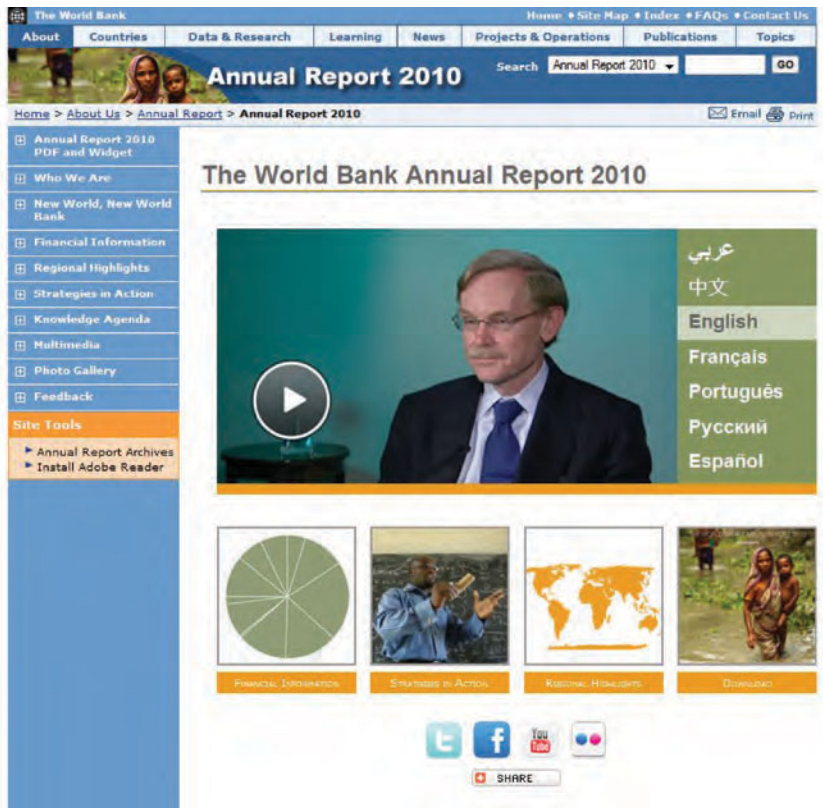 The World Bank
Home • Site Map • Index • FAQs • Contact Us
About Countries Data & Research Learning News Projects & Operations Publications Topics
Annual Report 2010
Search Annual Report 2010 GO
Home > About Us > Annual Report > Annual Report 2010
Email Print
Annual Report 2010
PDF and Widget
Who We Are
New World, New World
Bank
Financial Information
Regional Highlights
Strategies in Action
Knowledge Agenda
Multimedia
Photo Gallery
Feedback
Site Tools
Annual Report Archives
Install Adobe Reader
The World Bank Annual Report 2010
عربي
中文
English
Français
Português
Русский
Español
Financial Information
Strategies in Action
Regional Highlights
Download
You
Tube
SHARE